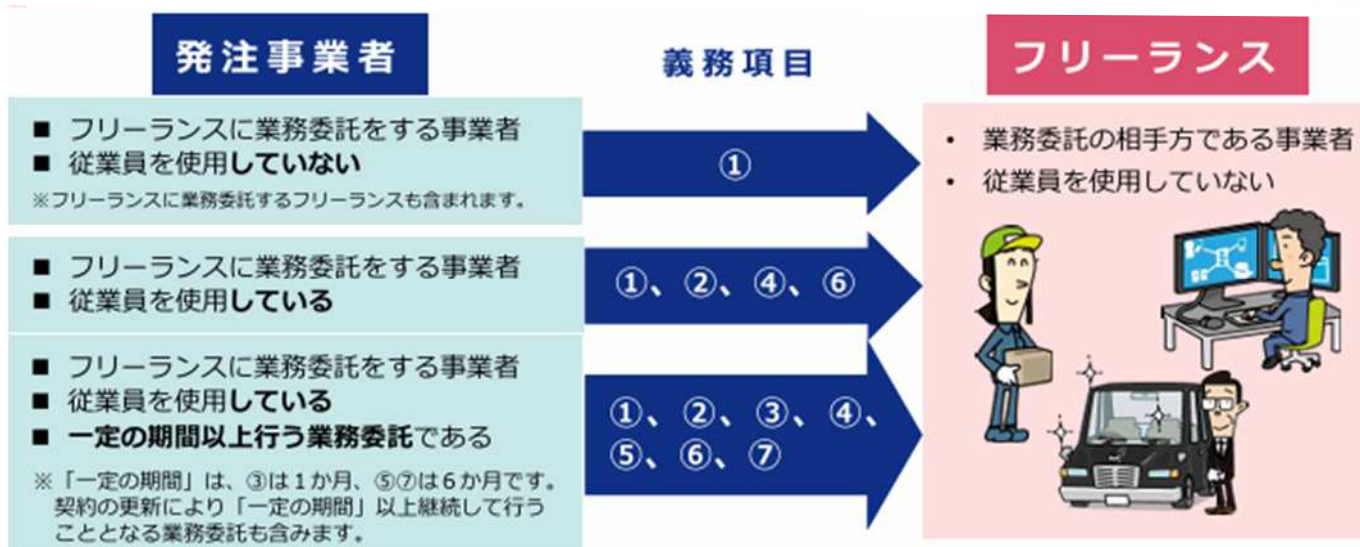 発注事業者
義務項目
フリーランス
■ フリーランスに業務委託をする事業者
■ 従業員を使用していない
※フリーランスに業務委託するフリーランスも含まれます。
①
■ フリーランスに業務委託をする事業者
■ 従業員を使用している
①、②、④、⑥
■ フリーランスに業務委託をする事業者
■ 従業員を使用している
■ 一定の期間以上行う業務委託である
※「一定の期間」は、③は1か月、⑤⑦は6か月です。
契約の更新により「一定の期間」以上継続して行う
こととなる業務委託も含みます。
①、②、③、④、
⑤、⑥、⑦
• 業務委託の相手方である事業者
• 従業員を使用していない